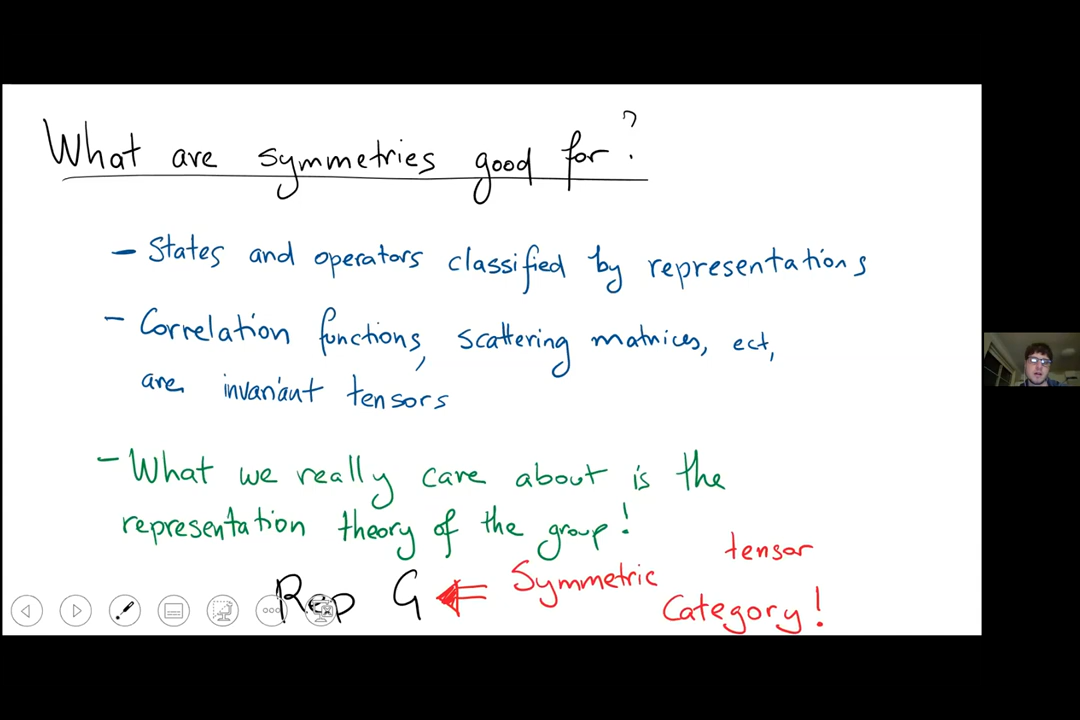 What are symmetries good for?
- States and operators classified by representations
- Correlation functions, scattering matrices, ect,
are invariant tensors
- What we really care about is the
representation theory of the group!
tensor
Rep G ⇐ Symmetric
Category!